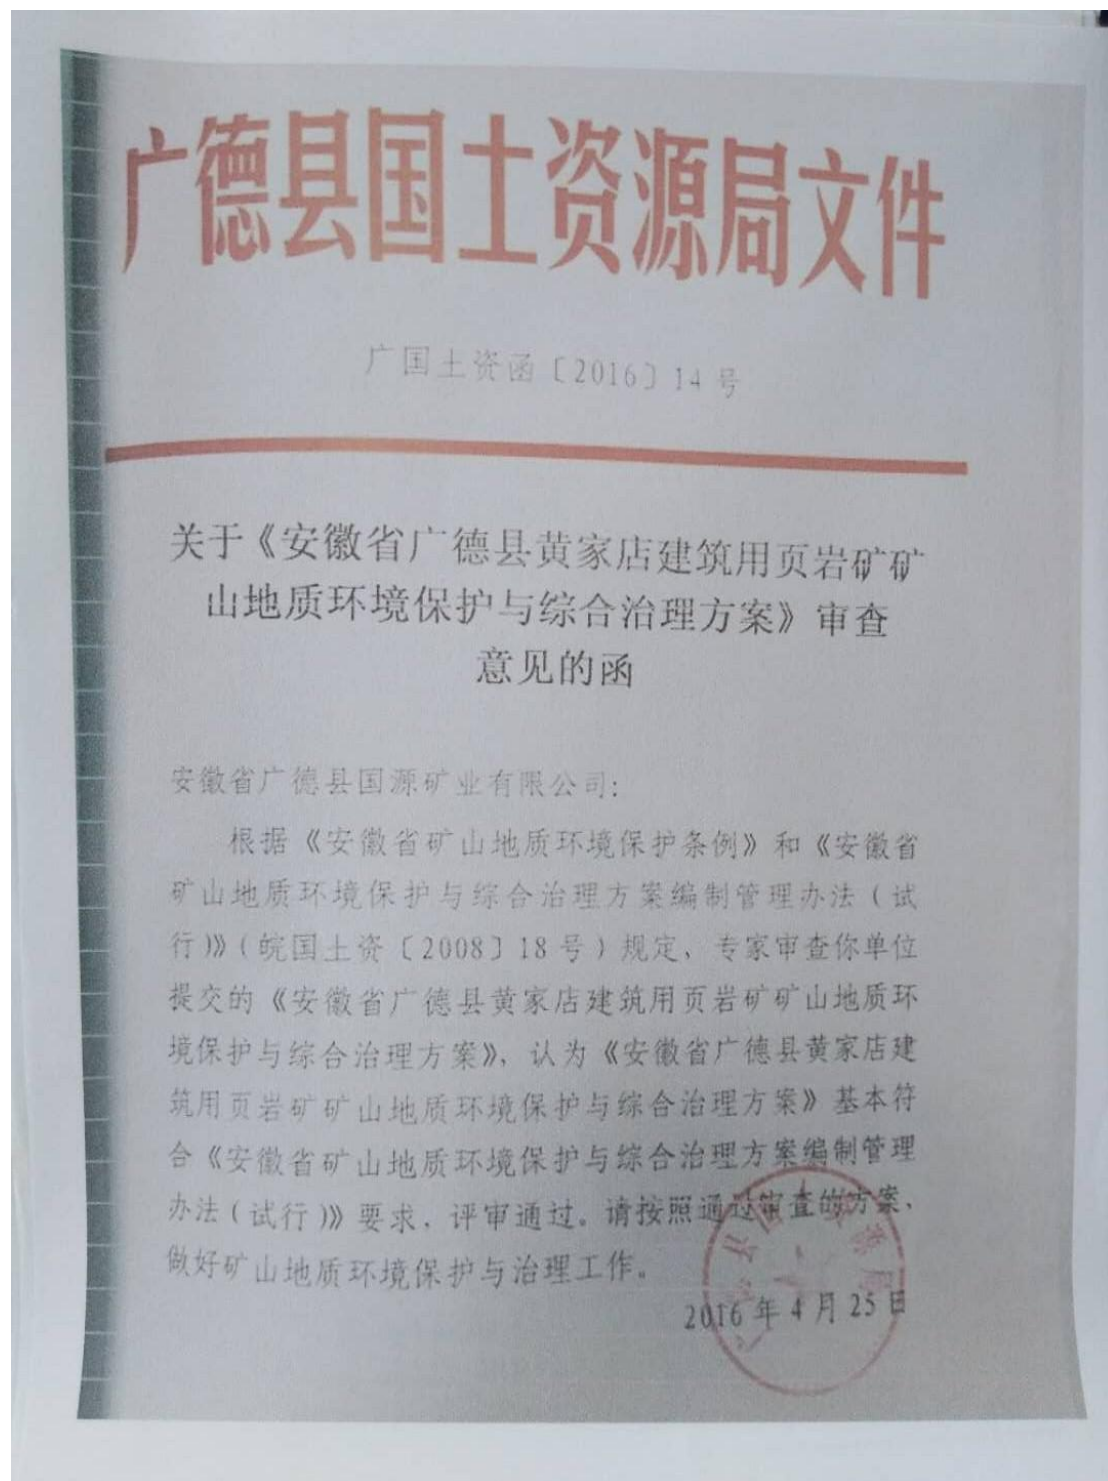 广德县国土资源局文件
广国土资函〔2016〕14号
关于《安徽省广德县黄家店建筑用页岩矿矿
山地质环境保护与综合治理方案》审查
意见的函
安徽省广德县国源矿业有限公司:
根据《安徽省矿山地质环境保护条例》和《安徽省
矿山地质环境保护与综合治理方案编制管理办法(试
行)》(皖国土资〔2008〕18号)规定,专家审查你单位
提交的《安徽省广德县黄家店建筑用页岩矿矿山地质环
境保护与综合治理方案》,认为《安徽省广德县黄家店建
筑用页岩矿矿山地质环境保护与综合治理方案》基本符
合《安徽省矿山地质环境保护与综合治理方案编制管理
办法(试行)》要求,评审通过。请按照通过审查的方案,
做好矿山地质环境保护与治理工作。
2016年4月25日